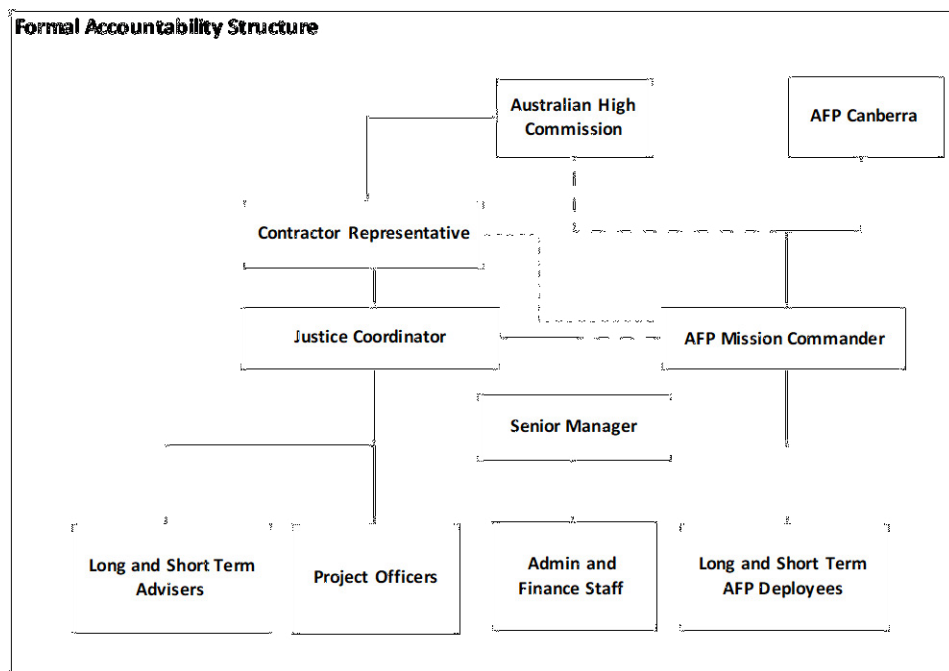 Formal Accountability Structure
Australian High
Commission
AFP Canberra
Contractor Representative
Justice Coordinator
AFP Mission Commander
Senior Manager
Long and Short Term
Advisers
Project Officers
Admin and
Finance Staff
Long and Short Term
AFP Deployees